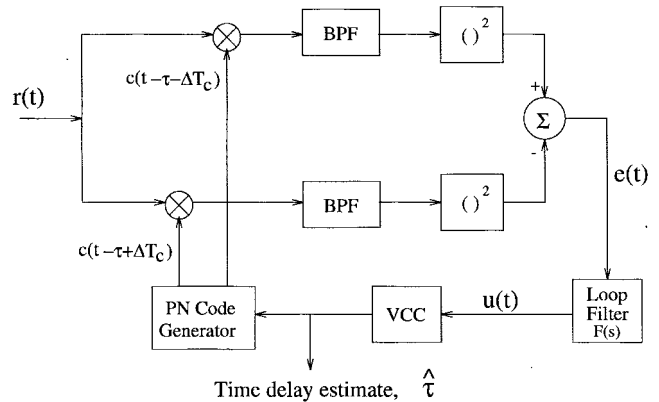 BPF
( )²
c(t-τ-ΔT_c)
r(t)
+
Σ
-
e(t)
BPF
( )²
c(t-τ+ΔT_c)
PN Code
Generator
VCC
u(t)
Loop
Filter
F(s)
Time delay estimate, τ̂